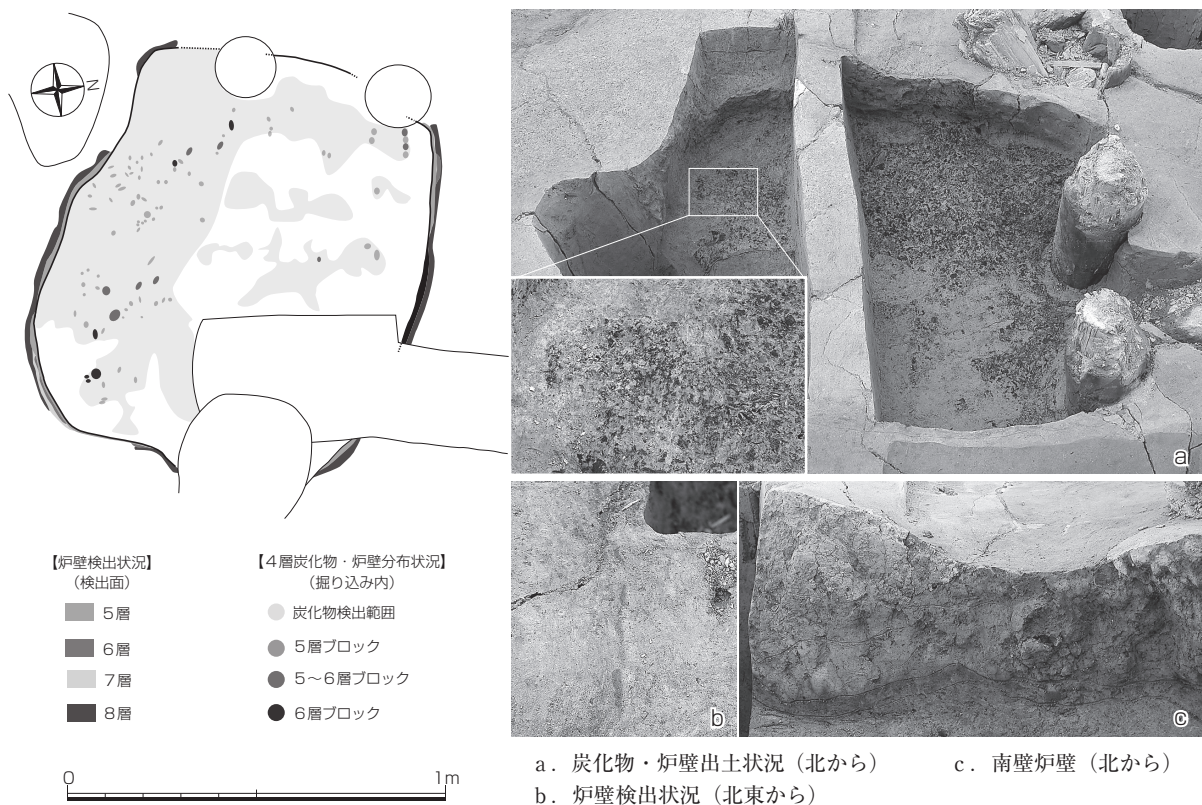 N
【炉壁検出状況】
(検出面)
5層
6層
7層
8層
【4層炭化物・炉壁分布状況】
(掘り込み内)
炭化物検出範囲
5層ブロック
5〜6層ブロック
6層ブロック
0 1m
a
b
c
a．炭化物・炉壁出土状況（北から）
b．炉壁検出状況（北東から）
c．南壁炉壁（北から）